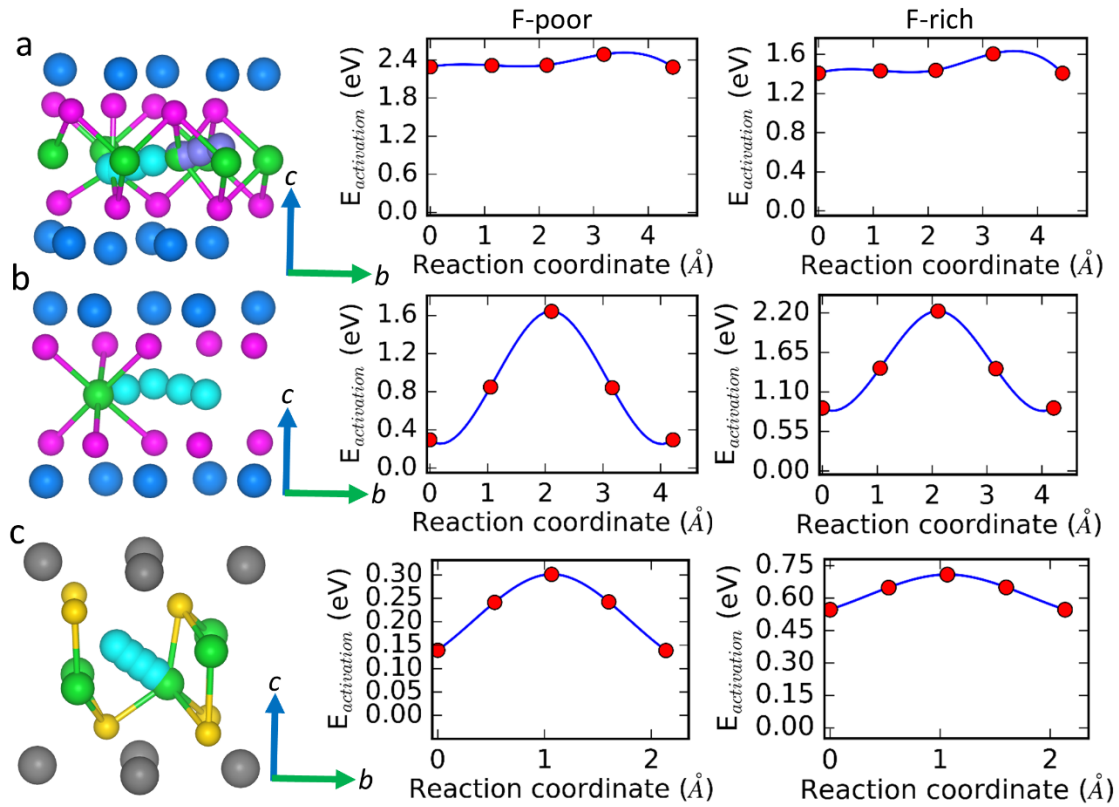 F-poor
F-rich
a
c
b
E_activation (eV)
2.4
1.8
1.2
0.6
0.0
0 1 2 3 4
Reaction coordinate (Å)
E_activation (eV)
1.6
1.2
0.8
0.4
0.0
0 1 2 3 4
Reaction coordinate (Å)
b
c
b
E_activation (eV)
1.6
1.2
0.8
0.4
0.0
0 1 2 3 4
Reaction coordinate (Å)
E_activation (eV)
2.20
1.65
1.10
0.55
0.00
0 1 2 3 4
Reaction coordinate (Å)
c
c
b
E_activation (eV)
0.30
0.25
0.20
0.15
0.10
0.05
0.00
0 1 2
Reaction coordinate (Å)
E_activation (eV)
0.75
0.60
0.45
0.30
0.15
0.00
0 1 2
Reaction coordinate (Å)